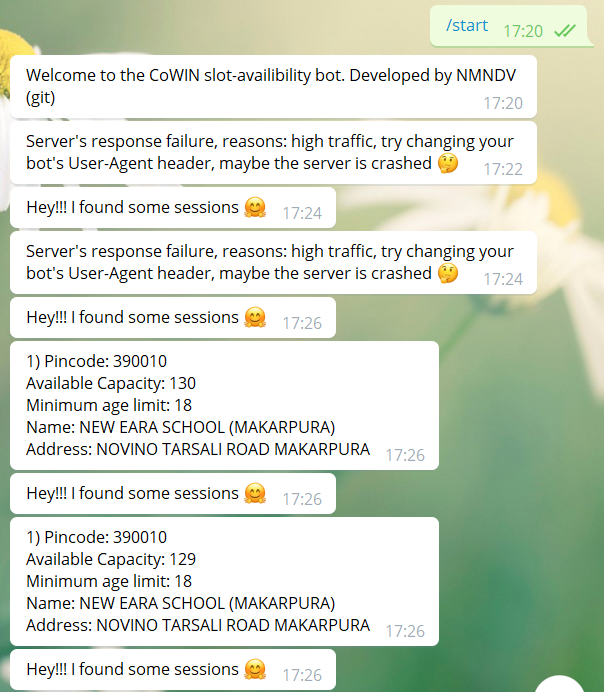 /start 17:20
Welcome to the CoWIN slot-availibility bot. Developed by NMNDV
(git)
17:20
Server's response failure, reasons: high traffic, try changing your
bot's User-Agent header, maybe the server is crashed 🤔 17:22
Hey!!! I found some sessions 🤗 17:24
Server's response failure, reasons: high traffic, try changing your
bot's User-Agent header, maybe the server is crashed 🤔 17:24
Hey!!! I found some sessions 🤗 17:26
1) Pincode: 390010
Available Capacity: 130
Minimum age limit: 18
Name: NEW EARA SCHOOL (MAKARPURA)
Address: NOVINO TARSALI ROAD MAKARPURA 17:26
Hey!!! I found some sessions 🤗 17:26
1) Pincode: 390010
Available Capacity: 129
Minimum age limit: 18
Name: NEW EARA SCHOOL (MAKARPURA)
Address: NOVINO TARSALI ROAD MAKARPURA 17:26
Hey!!! I found some sessions 🤗 17:26